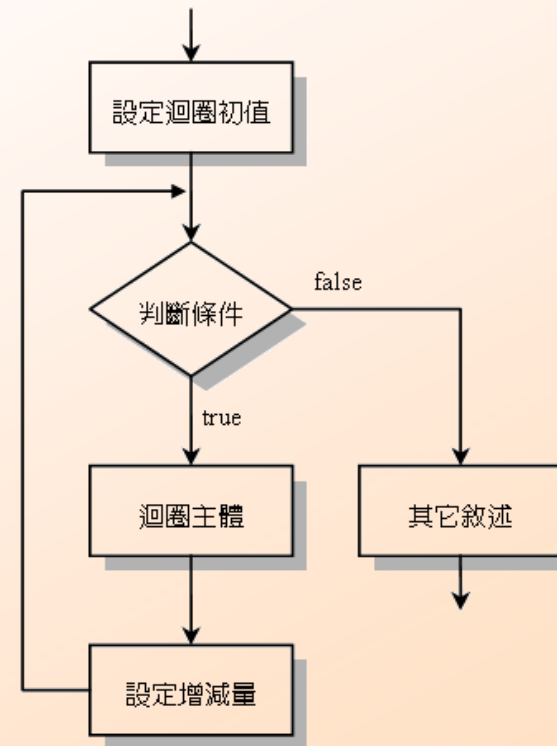 設定迴圈初值
判斷條件
false
true
迴圈主體
其它敘述
設定增減量